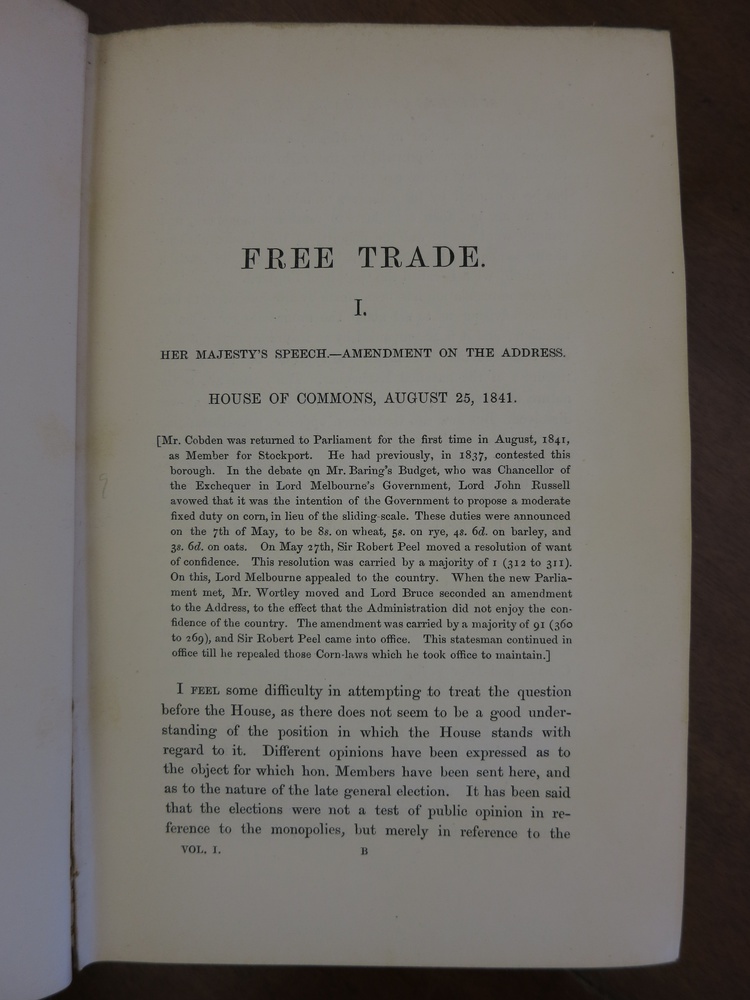 FREE TRADE.
I.
HER MAJESTY'S SPEECH.—AMENDMENT ON THE ADDRESS.
HOUSE OF COMMONS, AUGUST 25, 1841.
[Mr. Cobden was returned to Parliament for the first time in August, 1841,
as Member for Stockport. He had previously, in 1837, contested this
borough. In the debate on Mr. Baring's Budget, who was Chancellor of
the Exchequer in Lord Melbourne's Government, Lord John Russell
avowed that it was the intention of the Government to propose a moderate
fixed duty on corn, in lieu of the sliding-scale. These duties were announced
on the 7th of May, to be 8s. on wheat, 5s. on rye, 4s. 6d. on barley, and
3s. 6d. on oats. On May 27th, Sir Robert Peel moved a resolution of want
of confidence. This resolution was carried by a majority of 1 (312 to 311).
On this, Lord Melbourne appealed to the country. When the new Parlia-
ment met, Mr. Wortley moved and Lord Bruce seconded an amendment
to the Address, to the effect that the Administration did not enjoy the con-
fidence of the country. The amendment was carried by a majority of 91 (360
to 269), and Sir Robert Peel came into office. This statesman continued in
office till he repealed those Corn-laws which he took office to maintain.]
I FEEL some difficulty in attempting to treat the question
before the House, as there does not seem to be a good under-
standing of the position in which the House stands with
regard to it. Different opinions have been expressed as to
the object for which hon. Members have been sent here, and
as to the nature of the late general election. It has been said
that the elections were not a test of public opinion in re-
ference to the monopolies, but merely in reference to the
VOL. I. B